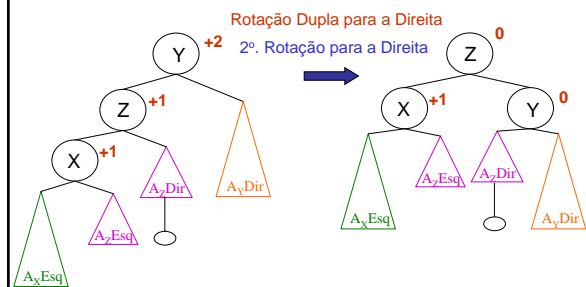 Rotação Dupla para a Direita
2º. Rotação para a Direita
Y +2
Z +1
X +1
AXEsq
AZEsq
AZDir
AYDir
Z 0
X +1
Y 0
AXEsq
AZEsq
AZDir
AYDir